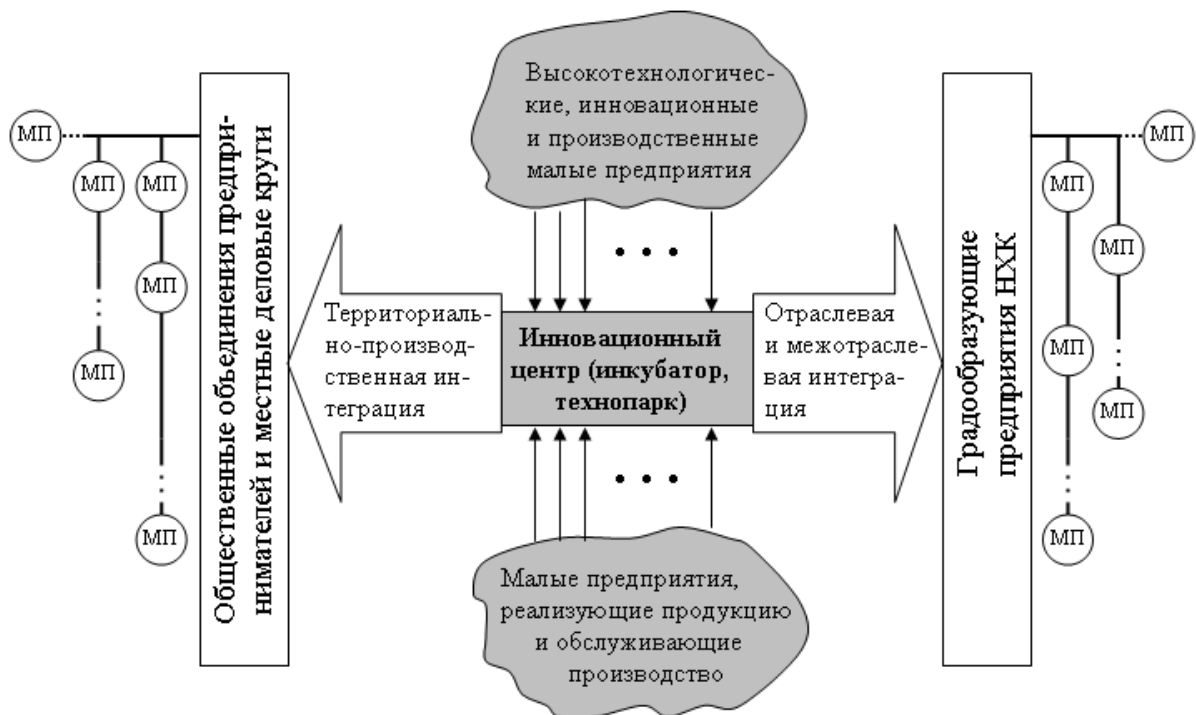 Высокотехнологичес-
кие, инновационные
и производственные
малые предприятия
МП
МП
МП
МП
МП
МП
Общественные объединения предпри-
нимателей и местные деловые круги
Территориаль-
но-производ-
ственная ин-
теграция
Инновационный
центр (инкубатор,
технопарк)
Отраслевая
и межотрасле-
вая интегра-
ция
Градообразующие
предприятия НХК
МП
МП
МП
МП
МП
МП
Малые предприятия,
реализующие продукцию
и обслуживающие
производство